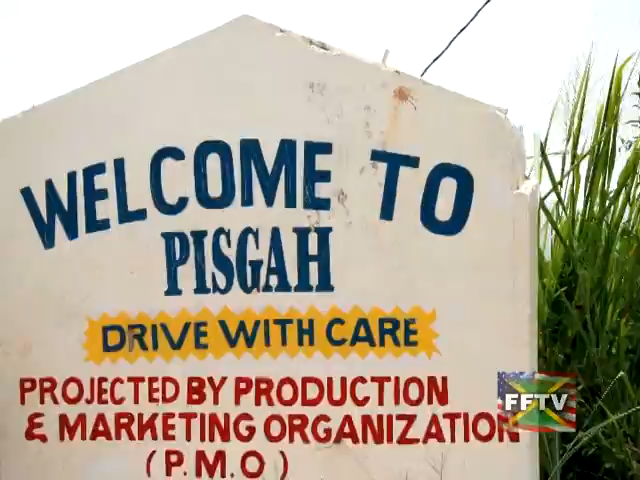 WELCOME TO
PISGAH
DRIVE WITH CARE
PROJECTED BY PRODUCTION
& MARKETING ORGANIZATION
(P.M.O)
FFTV